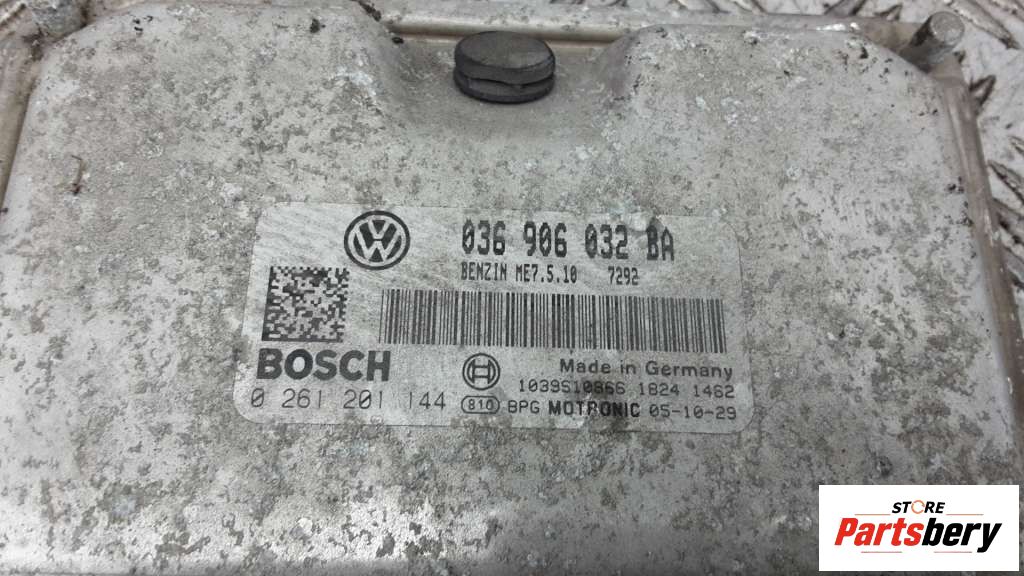 036 906 032 BA
BENZIN ME7.5.10 7292
BOSCH
0 261 201 144
Made in Germany
1039S10866 1824 1462
810 BPG MOTRONIC 05-10-29
STORE
Partsbery